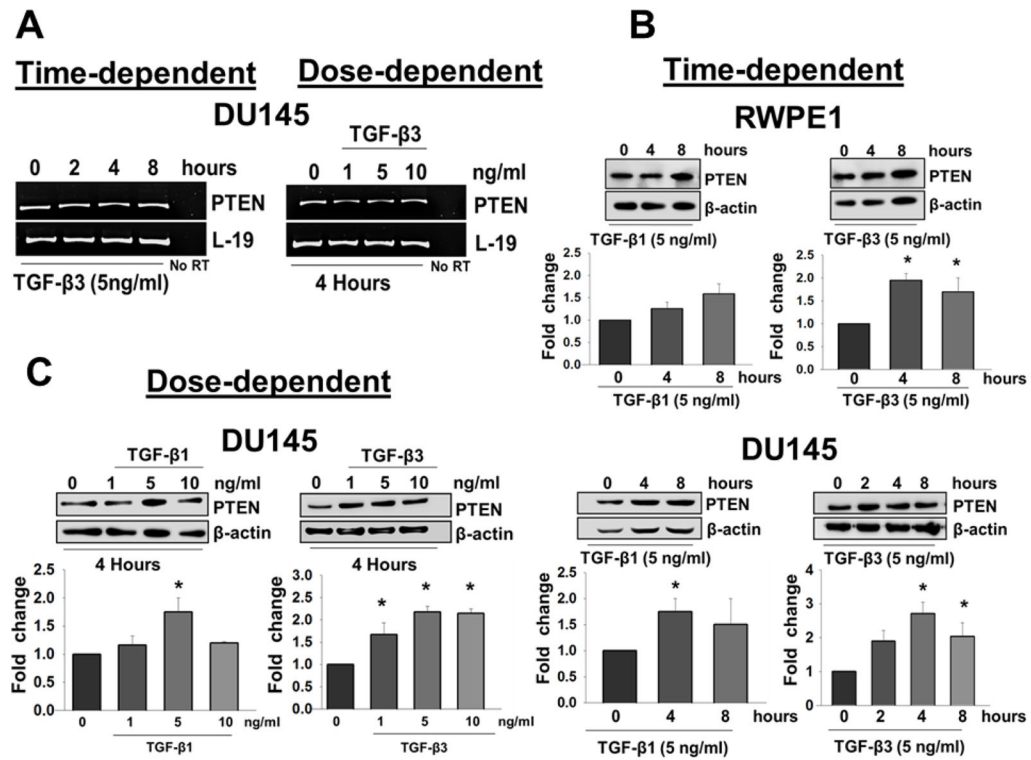 A
Time-dependent Dose-dependent
DU145
TGF-β3
0 2 4 8 hours
0 1 5 10 ng/ml
PTEN
L-19
No RT
TGF-β3 (5ng/ml)
PTEN
L-19
No RT
4 Hours
B
Time-dependent
RWPE1
0 4 8 hours
PTEN
β-actin
TGF-β1 (5 ng/ml)
Fold change
2.5
2.0
1.5
1.0
0.5
0.0
0 4 8 hours
TGF-β1 (5 ng/ml)
0 4 8 hours
PTEN
β-actin
TGF-β3 (5 ng/ml)
Fold change
2.5
2.0
1.5
1.0
0.5
0.0
* *
0 4 8 hours
TGF-β3 (5 ng/ml)
DU145
0 4 8 hours
PTEN
β-actin
TGF-β1 (5 ng/ml)
Fold change
2.5
2.0
1.5
1.0
0.5
0.0
*
0 4 8 hours
TGF-β1 (5 ng/ml)
0 2 4 8 hours
PTEN
β-actin
TGF-β3 (5 ng/ml)
Fold change
4
3
2
1
0
* *
0 2 4 8 hours
TGF-β3 (5 ng/ml)
C
Dose-dependent
DU145
TGF-β1
0 1 5 10 ng/ml
PTEN
β-actin
4 Hours
Fold change
2.5
2.0
1.5
1.0
0.5
0.0
*
0 1 5 10 ng/ml
TGF-β1
TGF-β3
0 1 5 10 ng/ml
PTEN
β-actin
4 Hours
Fold change
3.0
2.5
2.0
1.5
1.0
0.5
0.0
* * *
0 1 5 10 ng/ml
TGF-β3